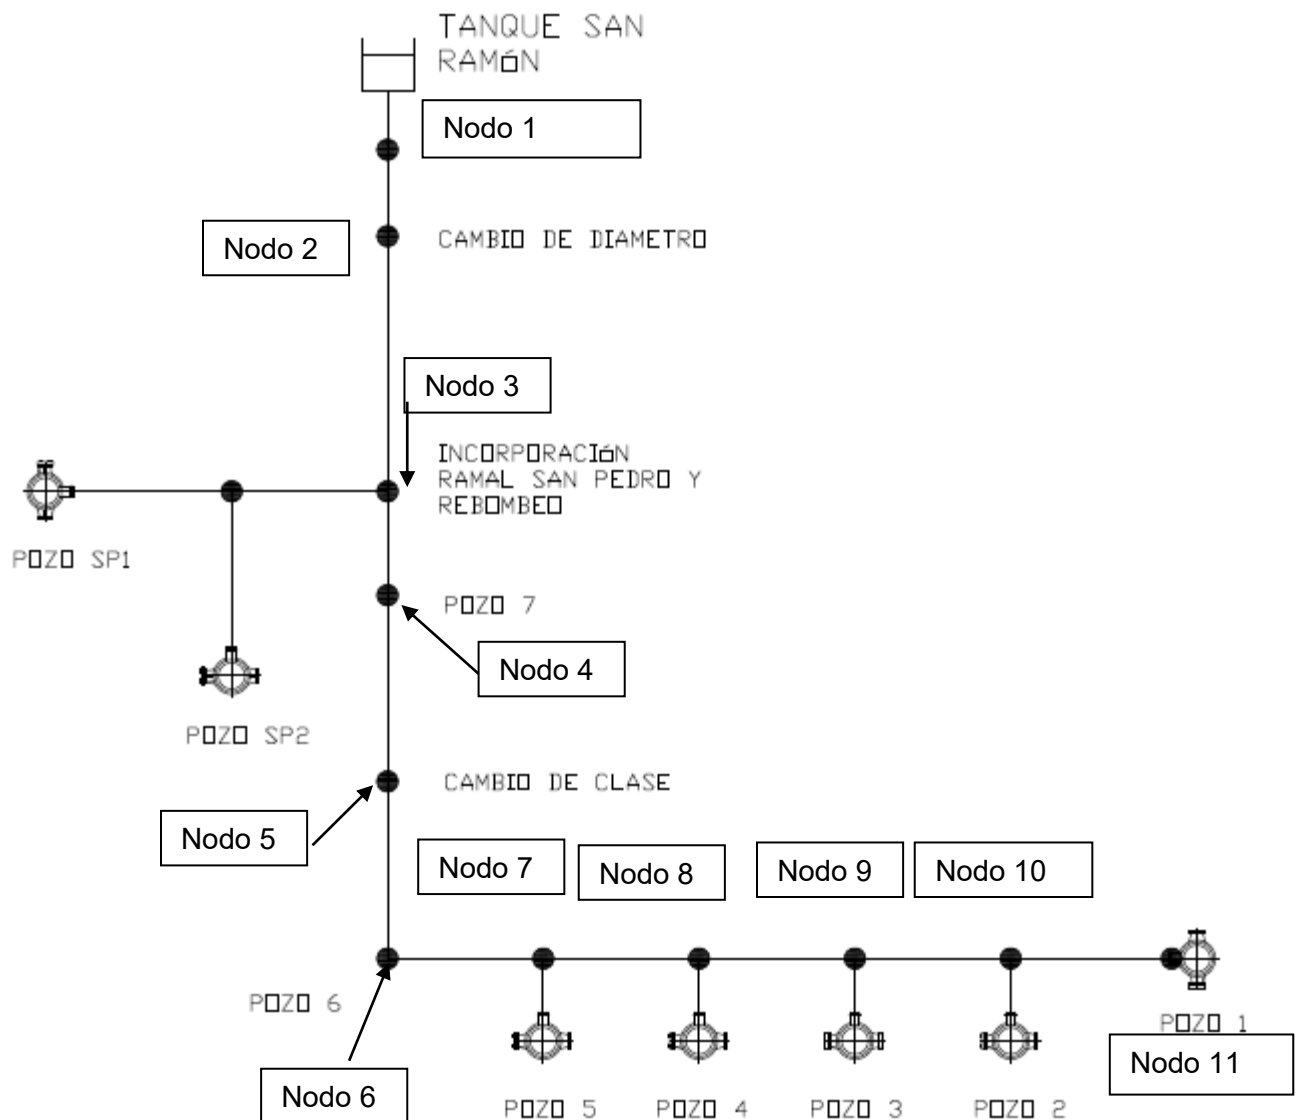 TANQUE SAN
RAMóN
Nodo 1
Nodo 2
CAMBIO DE DIAMETRO
Nodo 3
INCORPORACIóN
RAMAL SAN PEDRO Y
REBOMBEO
POZO SP1
POZO 7
Nodo 4
POZO SP2
CAMBIO DE CLASE
Nodo 5
Nodo 7
Nodo 8
Nodo 9
Nodo 10
POZO 6
POZO 1
Nodo 11
Nodo 6
POZO 5
POZO 4
POZO 3
POZO 2